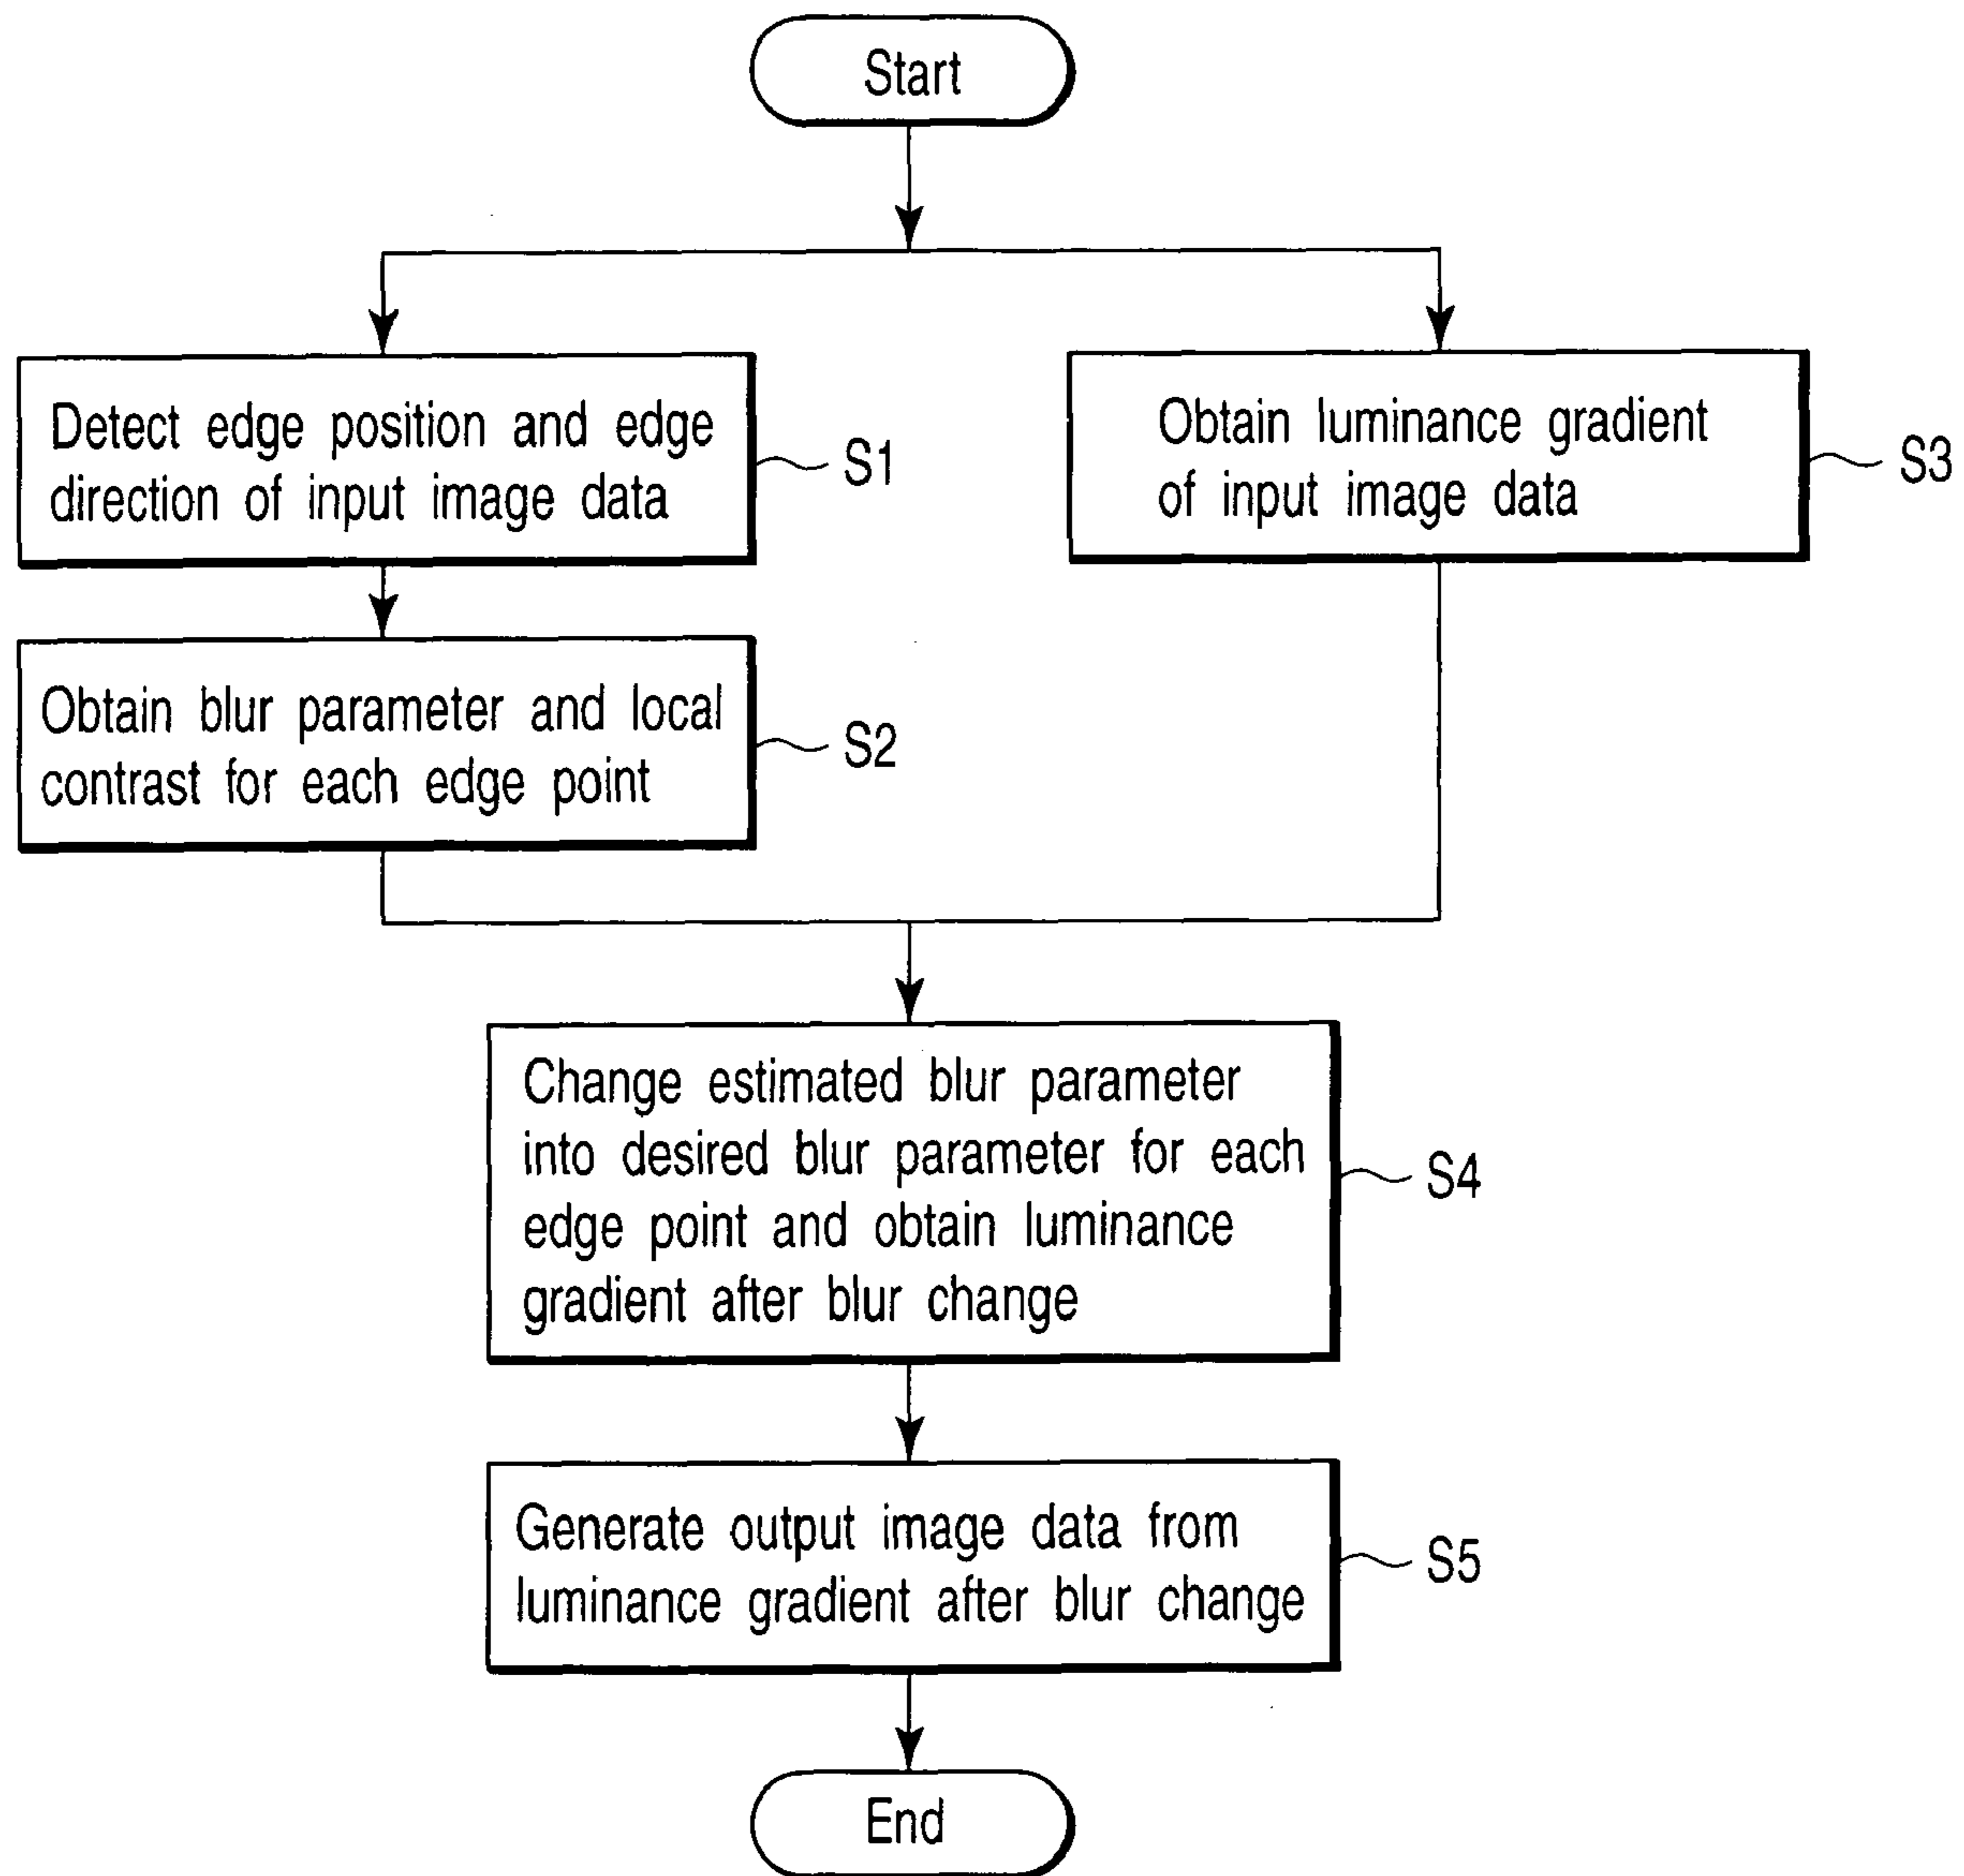 Start
Detect edge position and edge
direction of input image data
S1
Obtain luminance gradient
of input image data
S3
Obtain blur parameter and local
contrast for each edge point
S2
Change estimated blur parameter
into desired blur parameter for each
edge point and obtain luminance
gradient after blur change
S4
Generate output image data from
luminance gradient after blur change
S5
End